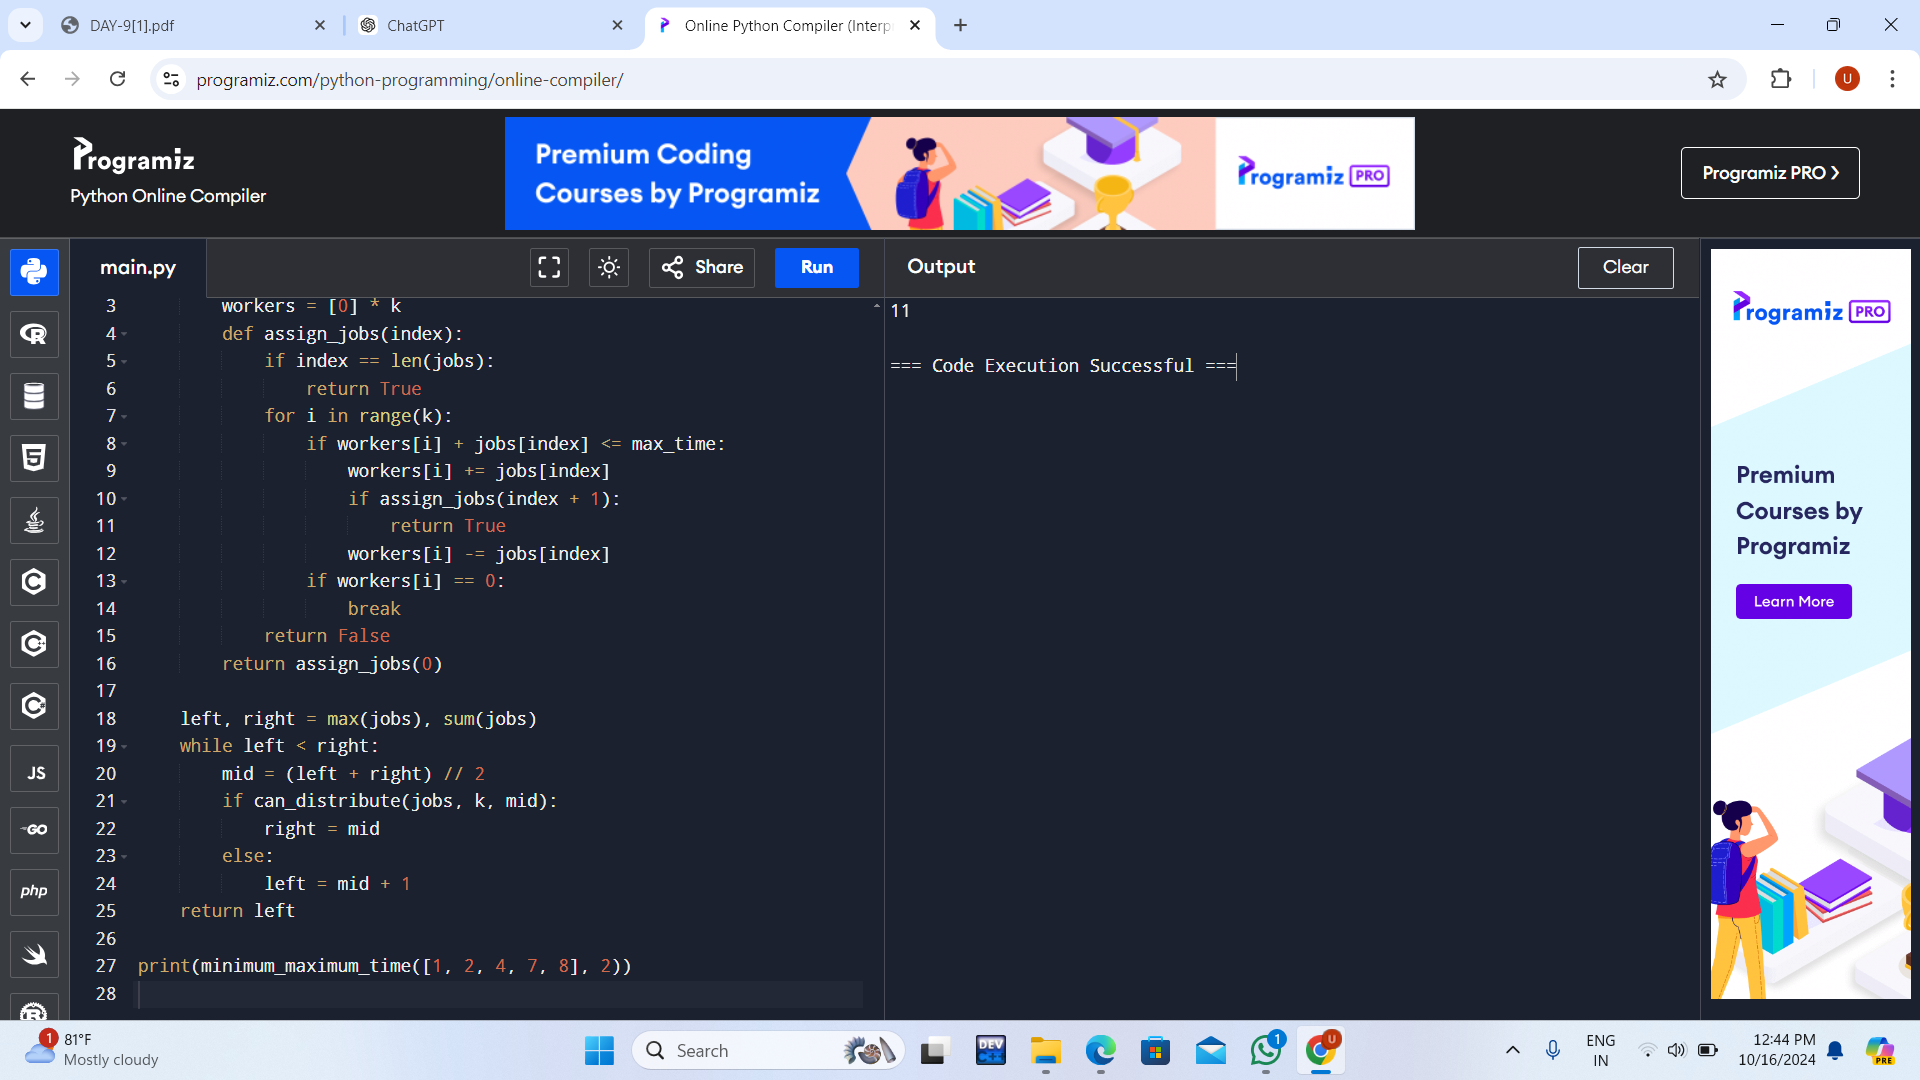 DAY-9[1].pdf
ChatGPT
Online Python Compiler (Interp
programiz.com/python-programming/online-compiler/
U
Programiz
Python Online Compiler
Premium Coding
Courses by Programiz
Programiz PRO
Programiz PRO ❯
main.py
Share
Run
Output
Clear
3 workers = [0] * k
4 def assign_jobs(index):
5 if index == len(jobs):
6 return True
7 for i in range(k):
8 if workers[i] + jobs[index] <= max_time:
9 workers[i] += jobs[index]
10 if assign_jobs(index + 1):
11 return True
12 workers[i] -= jobs[index]
13 if workers[i] == 0:
14 break
15 return False
16 return assign_jobs(0)
17
18 left, right = max(jobs), sum(jobs)
19 while left < right:
20 mid = (left + right) // 2
21 if can_distribute(jobs, k, mid):
22 right = mid
23 else:
24 left = mid + 1
25 return left
26
27 print(minimum_maximum_time([1, 2, 4, 7, 8], 2))
28
11
=== Code Execution Successful ===
JS
GO
php
Programiz PRO
Premium
Courses by
Programiz
Learn More
1
81°F
Mostly cloudy
Search
DEV
C++
1
U
ENG
IN
12:44 PM
10/16/2024
PRE